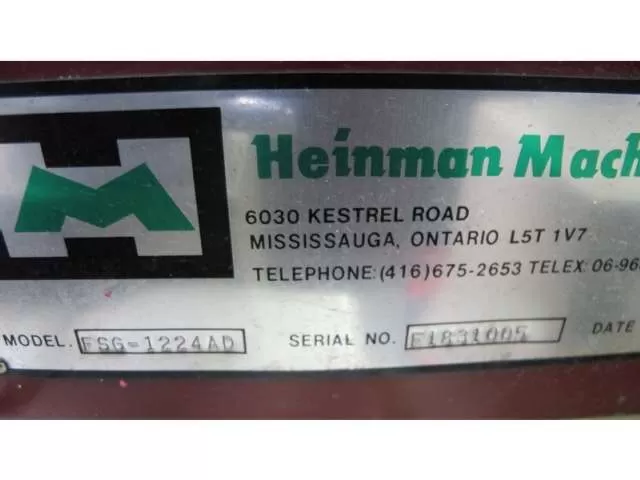 Heinman Mach
6030 KESTREL ROAD
MISSISSAUGA, ONTARIO L5T 1V7
TELEPHONE: (416)675-2653 TELEX: 06-96
MODEL. FSG-1224AD SERIAL NO. F1831005 DATE